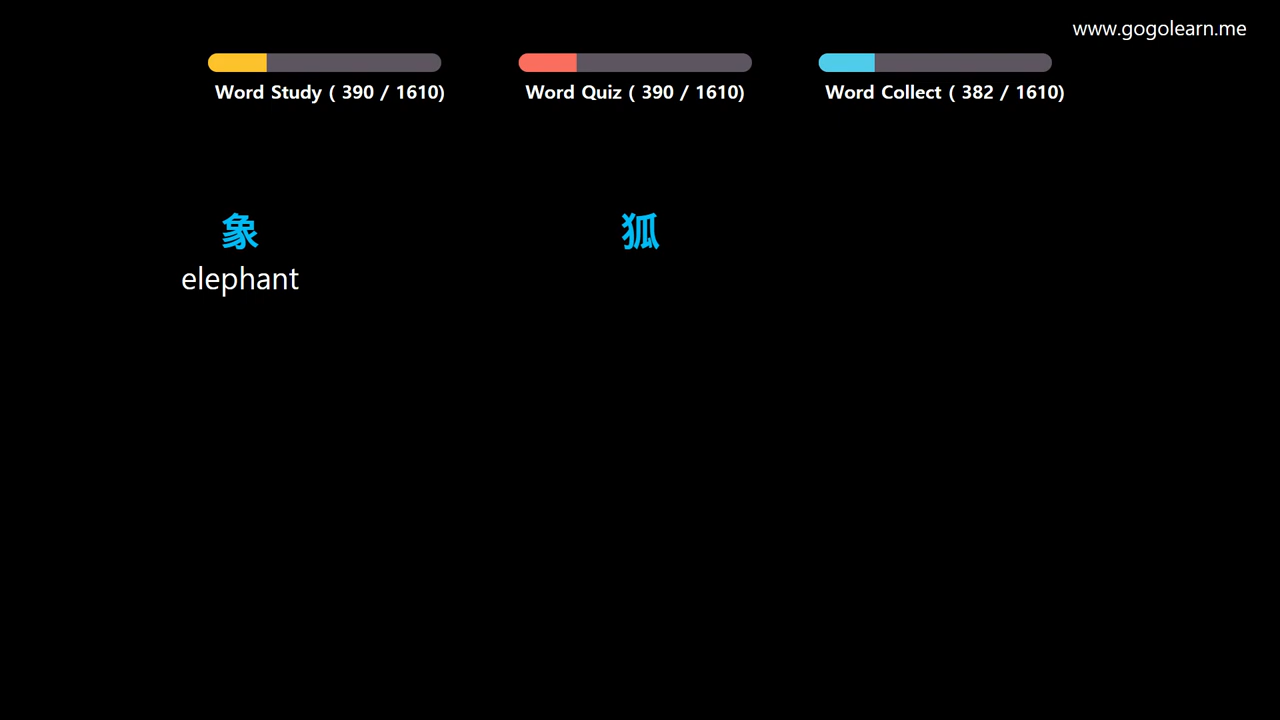 www.gogolearn.me
Word Study ( 390 / 1610)
Word Quiz ( 390 / 1610)
Word Collect ( 382 / 1610)
象
狐
elephant